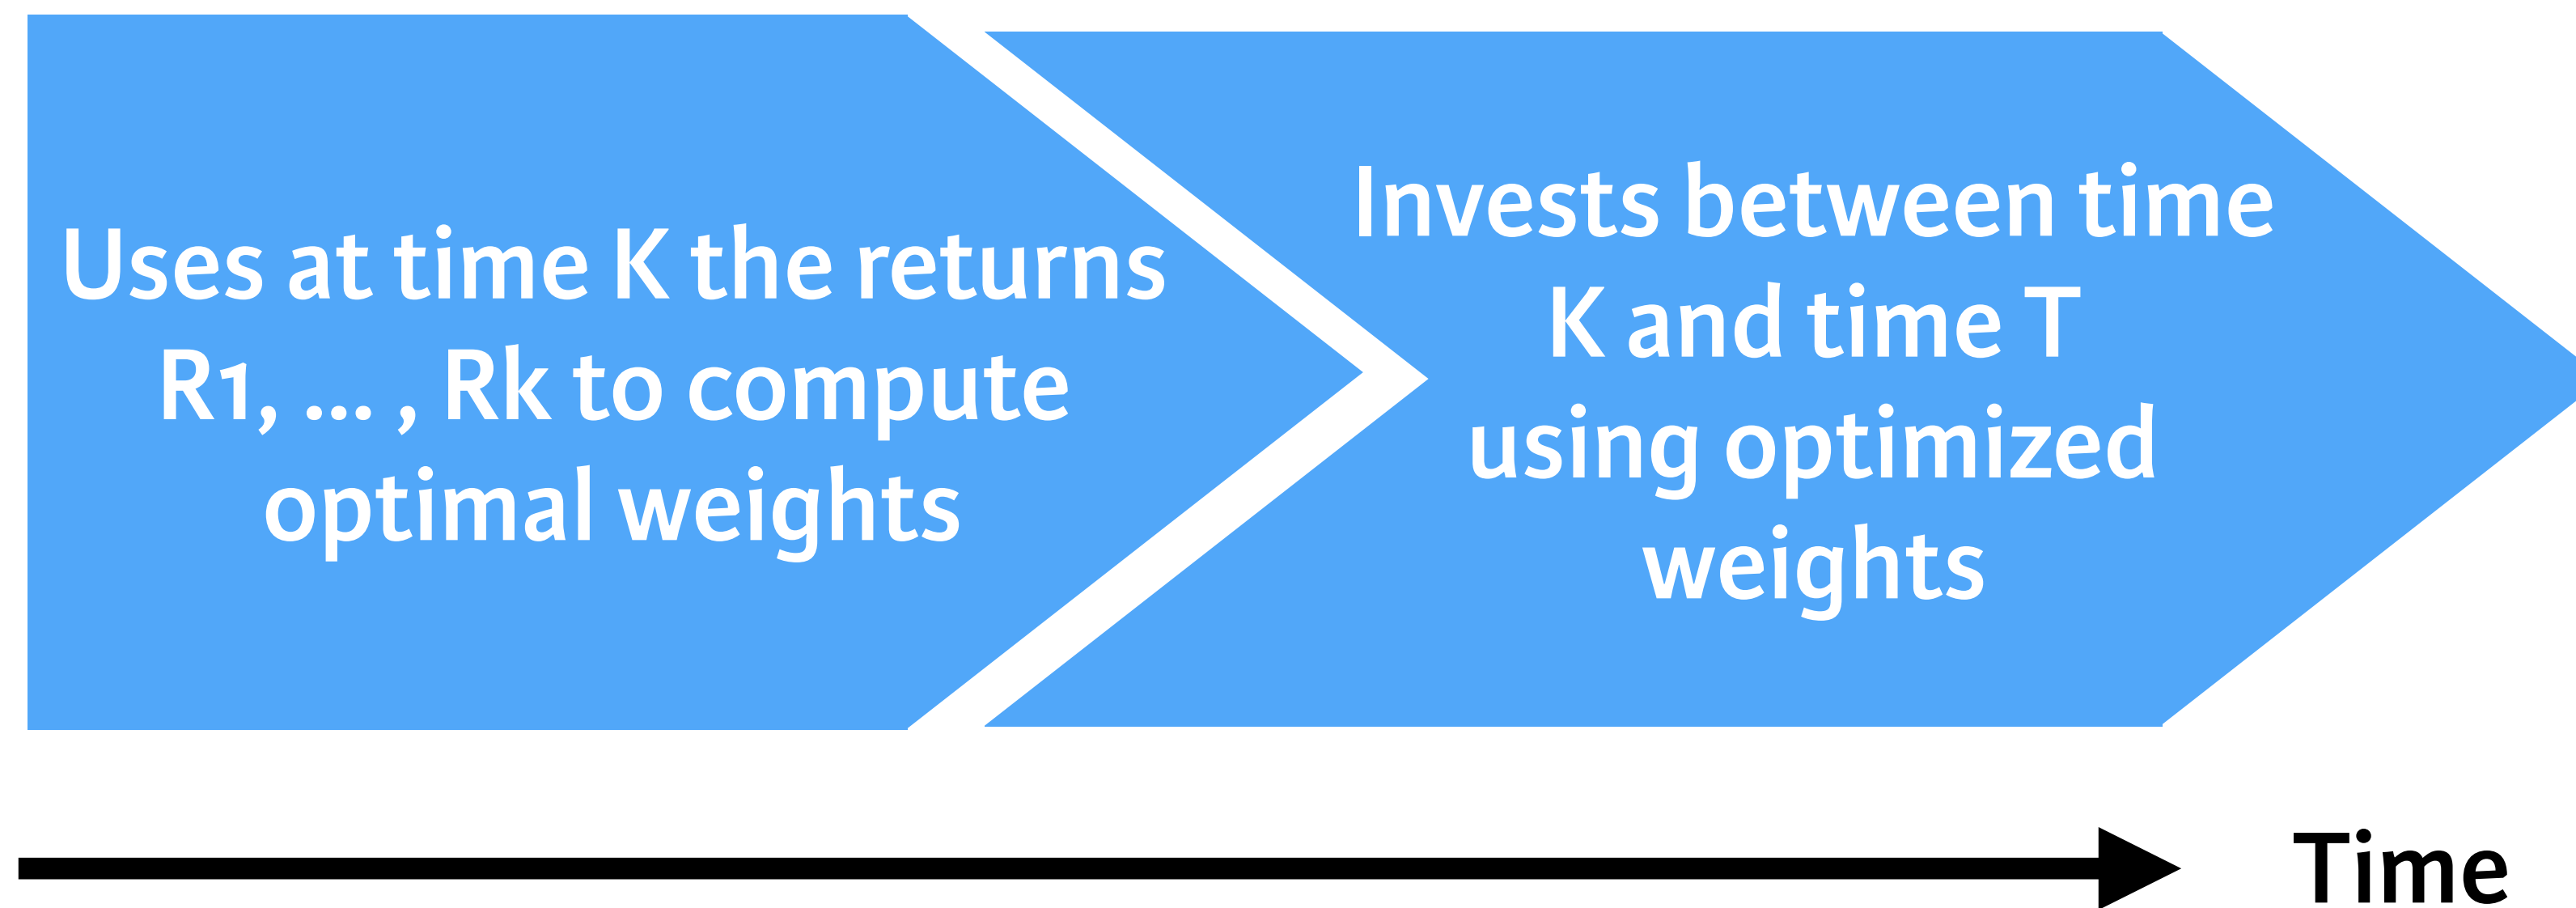 Uses at time K the returns
R1, ... , Rk to compute
optimal weights
Invests between time
K and time T
using optimized
weights
Time